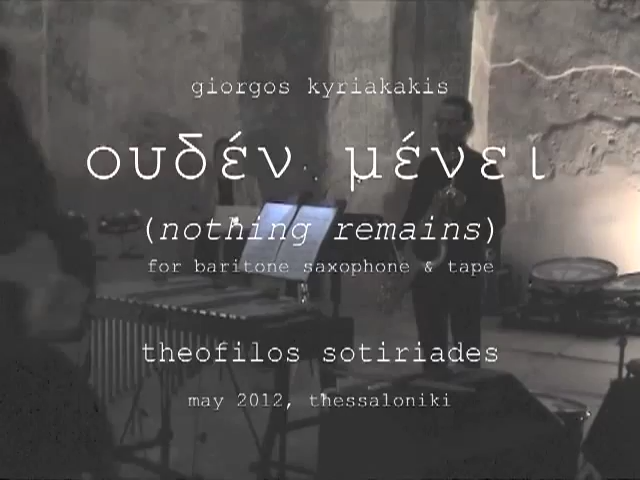 giorgos kyriakakis
ουδέν μένει
(nothing remains)
for baritone saxophone & tape
theofilos sotiriades
may 2012, thessaloniki